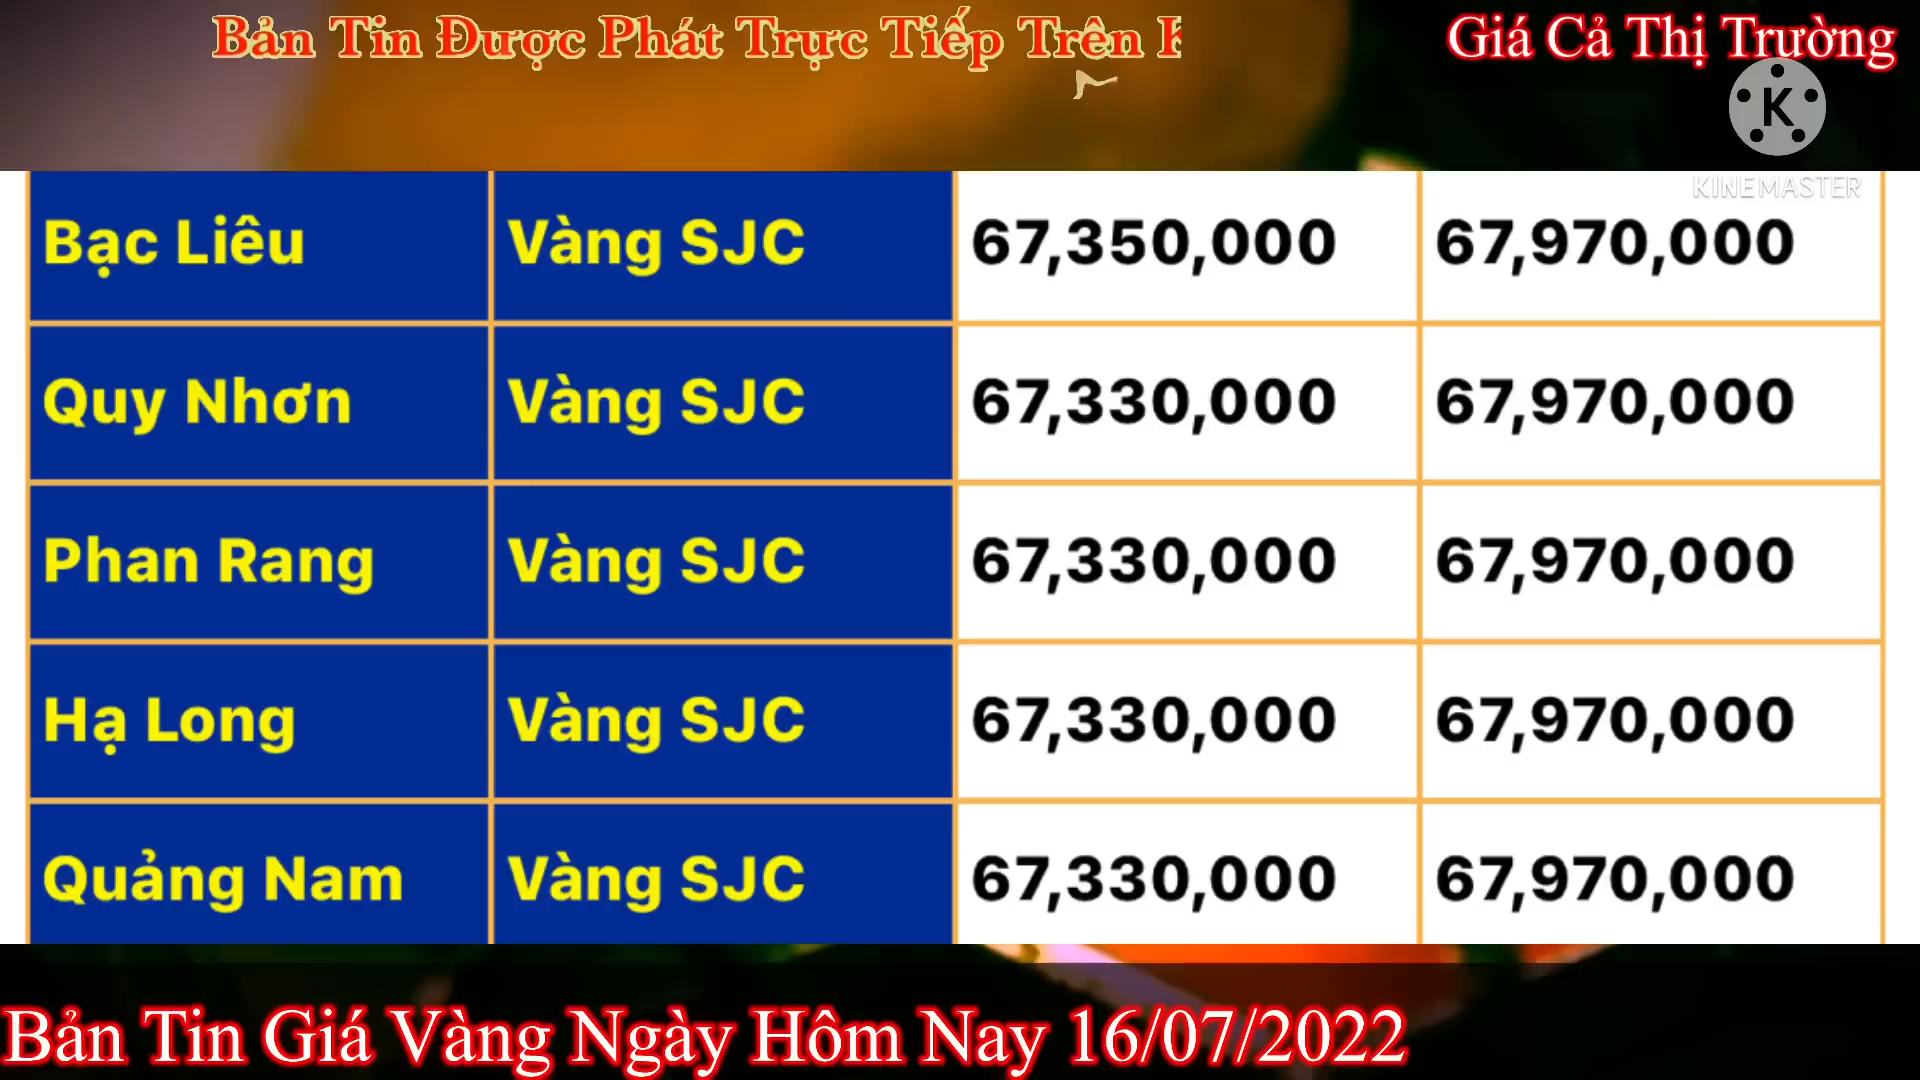 Bản Tin Được Phát Trực Tiếp Trên
Giá Cả Thị Trường
K
KINEMASTER
Bạc Liêu Vàng SJC 67,350,000 67,970,000
Quy Nhơn Vàng SJC 67,330,000 67,970,000
Phan Rang Vàng SJC 67,330,000 67,970,000
Hạ Long Vàng SJC 67,330,000 67,970,000
Quảng Nam Vàng SJC 67,330,000 67,970,000
Bản Tin Giá Vàng Ngày Hôm Nay 16/07/2022